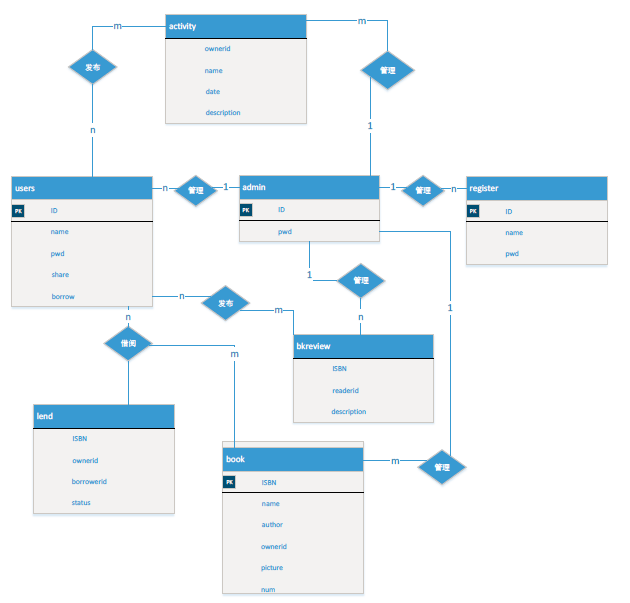 activity
ownerid
name
date
description
m
发布
n
m
管理
1
users
PK
ID
name
pwd
share
borrow
n
管理
1
admin
PK
ID
pwd
1
管理
n
register
PK
ID
name
pwd
n
发布
m
1
管理
n
1
n
借阅
m
bkreview
ISBN
readerid
description
lend
ISBN
ownerid
borrowerid
status
book
PK
ISBN
name
author
ownerid
picture
num
m
管理